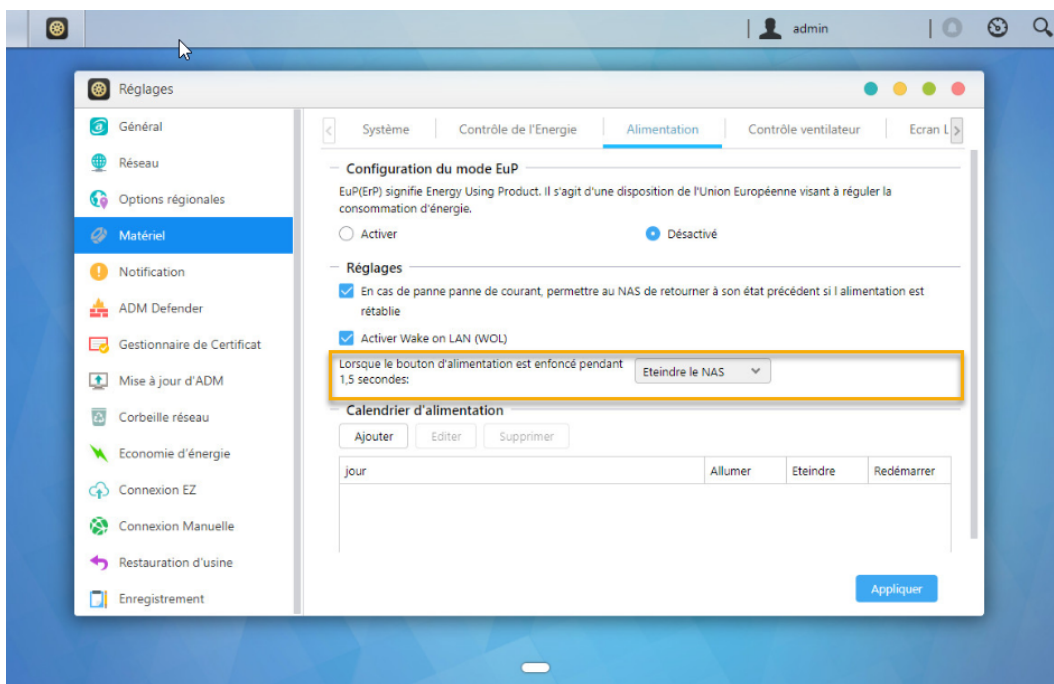 admin
Réglages
Général
Réseau
Options régionales
Matériel
Notification
ADM Defender
Gestionnaire de Certificat
Mise à jour d'ADM
Corbeille réseau
Economie d'énergie
Connexion EZ
Connexion Manuelle
Restauration d'usine
Enregistrement
Système Contrôle de l'Energie Alimentation Contrôle ventilateur Ecran L
Configuration du mode EuP
EuP(ErP) signifie Energy Using Product. Il s'agit d'une disposition de l'Union Européenne visant à réguler la
consommation d'énergie.
Activer Désactivé
Réglages
En cas de panne panne de courant, permettre au NAS de retourner à son état précédent si l alimentation est
rétablie
Activer Wake on LAN (WOL)
Lorsque le bouton d'alimentation est enfoncé pendant
1,5 secondes: Eteindre le NAS
Calendrier d'alimentation
Ajouter Editer Supprimer
jour Allumer Eteindre Redémarrer
Appliquer